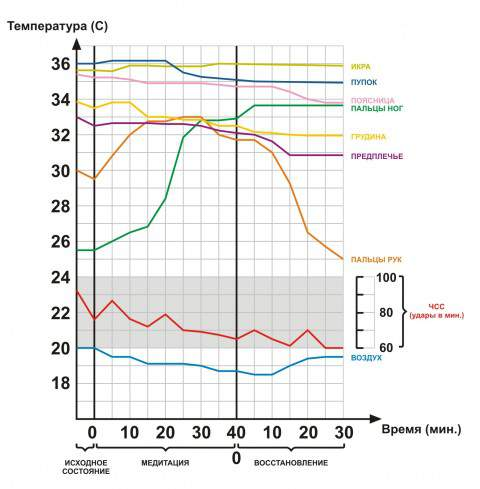 Температура (С)
36
34
32
30
28
26
24
22
20
18
ИКРА
ПУПОК
ПОЯСНИЦА
ПАЛЬЦЫ НОГ
ГРУДИНА
ПРЕДПЛЕЧЬЕ
ПАЛЬЦЫ РУК
100
80
60
ЧСС
(удары в мин.)
ВОЗДУХ
0 10 20 30 40 10 20 30
0
Время (мин.)
ИСХОДНОЕ
СОСТОЯНИЕ
МЕДИТАЦИЯ
ВОССТАНОВЛЕНИЕ